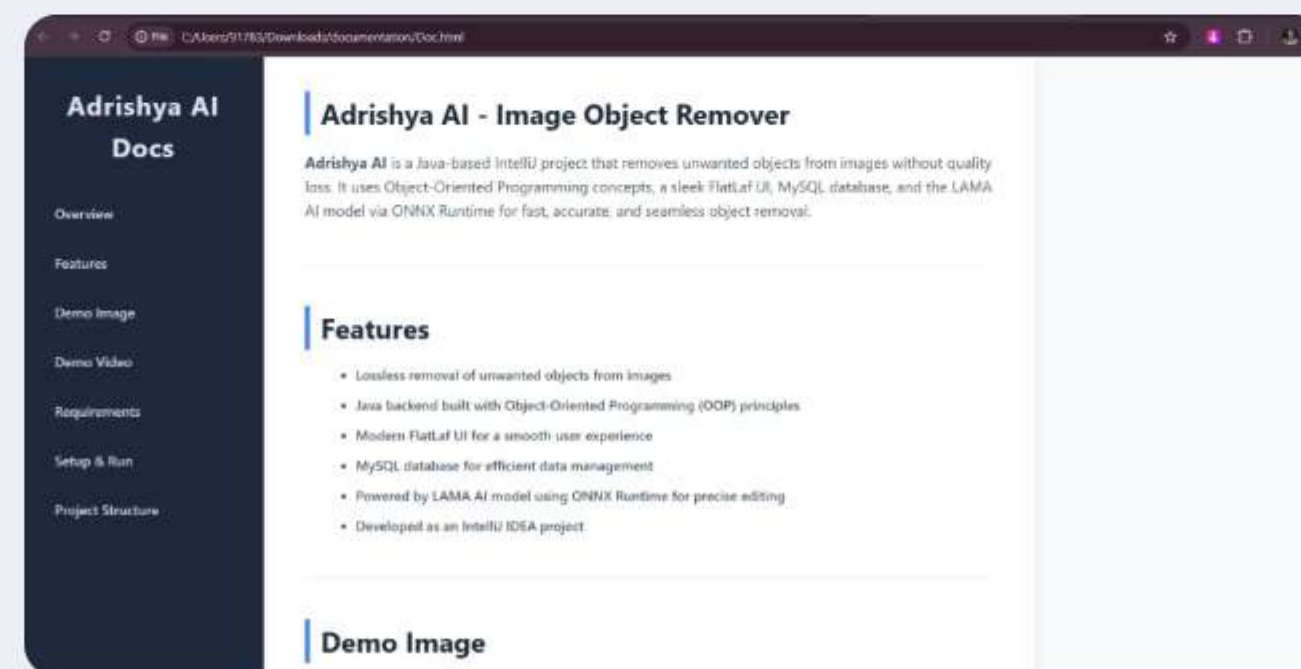 File C:/Users/91783/Downloads/documentation/Doc.html
Adrishya AI
Docs
Overview
Features
Demo Image
Demo Video
Requirements
Setup & Run
Project Structure
Adrishya AI - Image Object Remover
Adrishya AI is a Java-based IntelliJ project that removes unwanted objects from images without quality
loss. It uses Object-Oriented Programming concepts, a sleek FlatLaf UI, MySQL database, and the LAMA
AI model via ONNX Runtime for fast, accurate, and seamless object removal.
Features
• Lossless removal of unwanted objects from images
• Java backend built with Object-Oriented Programming (OOP) principles
• Modern FlatLaf UI for a smooth user experience
• MySQL database for efficient data management
• Powered by LAMA AI model using ONNX Runtime for precise editing
• Developed as an IntelliJ IDEA project
Demo Image